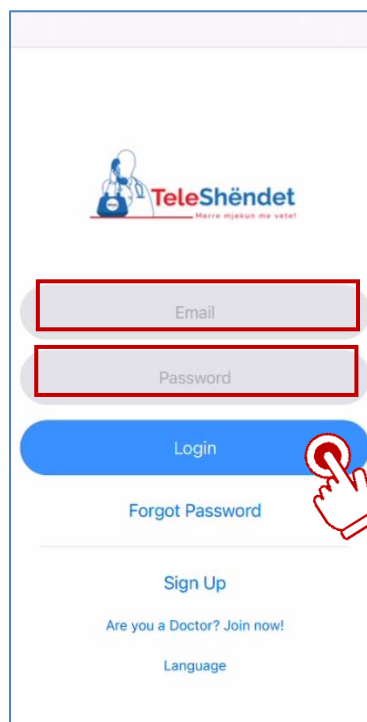 TeleShëndet
Merre mjekun me vete!
Email
Password
Login
Forgot Password
Sign Up
Are you a Doctor? Join now!
Language